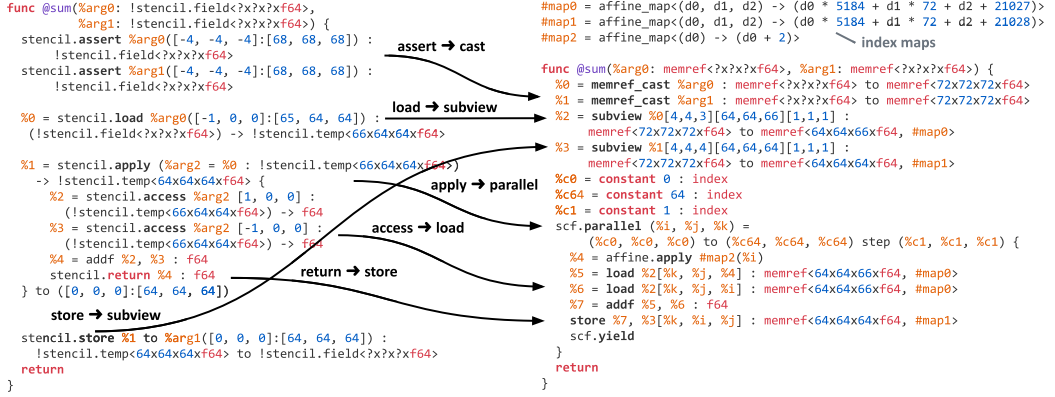 func @sum(%arg0: !stencil.field<?x?x?xf64>,
%arg1: !stencil.field<?x?x?xf64>) {
stencil.assert %arg0([-4, -4, -4]:[68, 68, 68]) :
!stencil.field<?x?x?xf64>
stencil.assert %arg1([-4, -4, -4]:[68, 68, 68]) :
!stencil.field<?x?x?xf64>
%0 = stencil.load %arg0([-1, 0, 0]:[65, 64, 64]) :
(!stencil.field<?x?x?xf64>) -> !stencil.temp<66x64x64xf64>
%1 = stencil.apply (%arg2 = %0 : !stencil.temp<66x64x64xf64>)
-> !stencil.temp<64x64x64xf64> {
%2 = stencil.access %arg2 [1, 0, 0] :
(!stencil.temp<66x64x64xf64>) -> f64
%3 = stencil.access %arg2 [-1, 0, 0] :
(!stencil.temp<66x64x64xf64>) -> f64
%4 = addf %2, %3 : f64
stencil.return %4 : f64
} to ([0, 0, 0]:[64, 64, 64])
stencil.store %1 to %arg1([0, 0, 0]:[64, 64, 64]) :
!stencil.temp<64x64x64xf64> to !stencil.field<?x?x?xf64>
return
}
assert ➜ cast
load ➜ subview
apply ➜ parallel
access ➜ load
return ➜ store
store ➜ subview
#map0 = affine_map<(d0, d1, d2) -> (d0 * 5184 + d1 * 72 + d2 + 21027)>
#map1 = affine_map<(d0, d1, d2) -> (d0 * 5184 + d1 * 72 + d2 + 21028)>
#map2 = affine_map<(d0) -> (d0 + 2)>
index maps
func @sum(%arg0: memref<?x?x?xf64>, %arg1: memref<?x?x?xf64>) {
%0 = memref_cast %arg0 : memref<?x?x?xf64> to memref<72x72x72xf64>
%1 = memref_cast %arg1 : memref<?x?x?xf64> to memref<72x72x72xf64>
%2 = subview %0[4,4,3][64,64,66][1,1,1] :
memref<72x72x72xf64> to memref<64x64x66xf64, #map0>
%3 = subview %1[4,4,4][64,64,64][1,1,1] :
memref<72x72x72xf64> to memref<64x64x64xf64, #map1>
%c0 = constant 0 : index
%c64 = constant 64 : index
%c1 = constant 1 : index
scf.parallel (%i, %j, %k) =
(%c0, %c0, %c0) to (%c64, %c64, %c64) step (%c1, %c1, %c1) {
%4 = affine.apply #map2(%i)
%5 = load %2[%k, %j, %4] : memref<64x64x66xf64, #map0>
%6 = load %2[%k, %j, %i] : memref<64x64x66xf64, #map0>
%7 = addf %5, %6 : f64
store %7, %3[%k, %i, %j] : memref<64x64x64xf64, #map1>
scf.yield
}
return
}